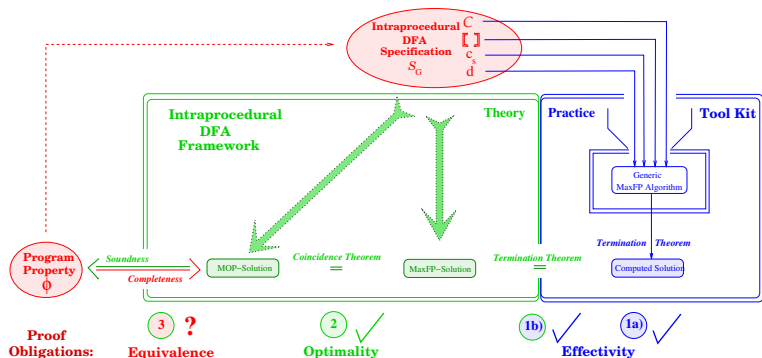 Intraprocedural
DFA
Specification
S_G
C
[[ ]]
c_s
d
Intraprocedural
DFA
Framework
Theory
Practice
Tool Kit
Generic
MaxFP Algorithm
Termination Theorem
Computed Solution
Program
Property
ϕ
Soundness
Completeness
MOP−Solution
Coincidence Theorem
=
MaxFP−Solution
Termination Theorem
=
Proof
Obligations:
3 ?
Equivalence
2
Optimality
1b)
1a)
Effectivity